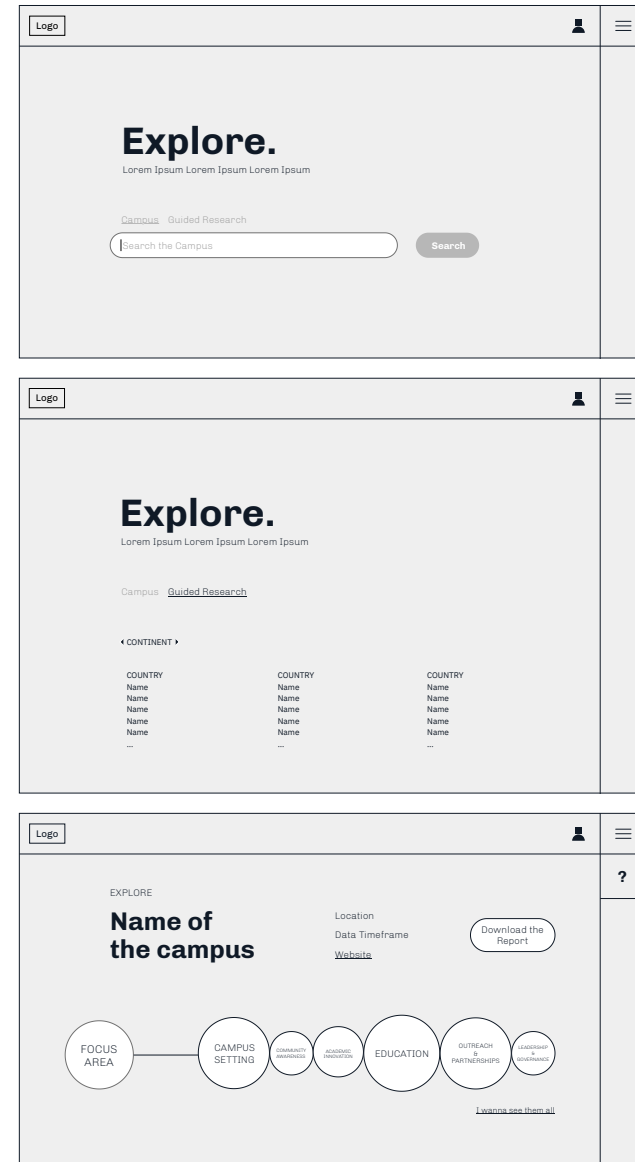 Logo
Explore.
Lorem Ipsum Lorem Ipsum Lorem Ipsum
Campus Guided Research
Search the Campus
Search
Logo
Explore.
Lorem Ipsum Lorem Ipsum Lorem Ipsum
Campus Guided Research
CONTINENT
COUNTRY COUNTRY COUNTRY
Name Name Name
Name Name Name
Name Name Name
Name Name Name
Name Name Name
... ... ...
Logo
?
EXPLORE
Name of
the campus
Location
Data Timeframe
Website
Download the
Report
FOCUS
AREA
CAMPUS
SETTING
COMMUNITY
AWARENESS
ACADEMIC
INNOVATION
EDUCATION
OUTREACH
&
PARTNERSHIPS
LEADERSHIP
&
GOVERNANCE
I wanna see them all